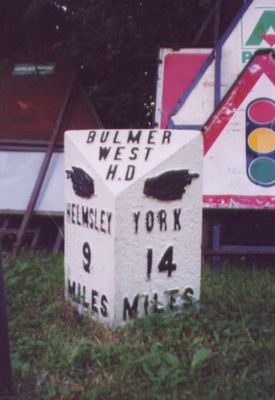 BULMER
WEST
H.D
HELMSLEY
9
MILES
YORK
14
MILES